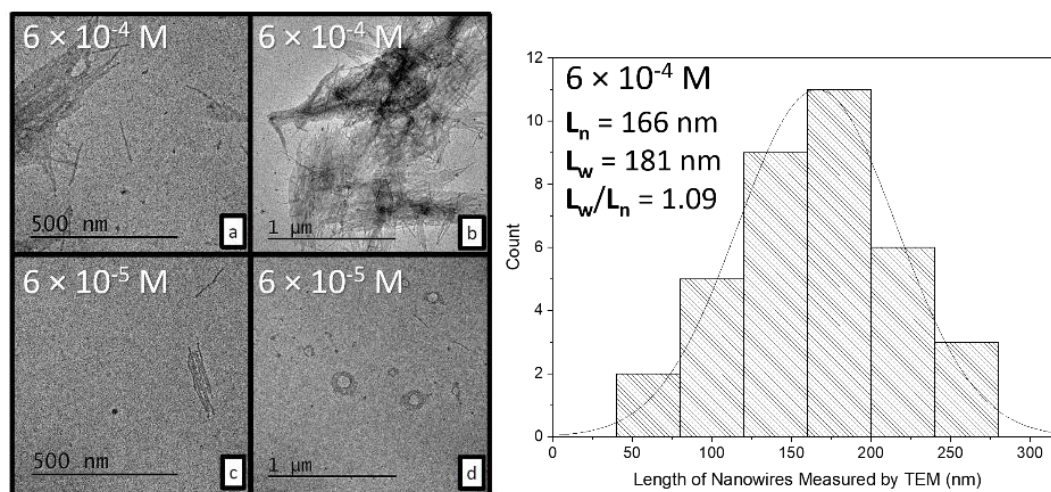 6 × 10⁻⁴ M
500 nm
a
6 × 10⁻⁴ M
1 µm
b
6 × 10⁻⁵ M
500 nm
c
6 × 10⁻⁵ M
1 µm
d
12
10
8
6
4
2
0
Count
6 × 10⁻⁴ M
Lₙ = 166 nm
L_w = 181 nm
L_w/Lₙ = 1.09
0 50 100 150 200 250 300
Length of Nanowires Measured by TEM (nm)